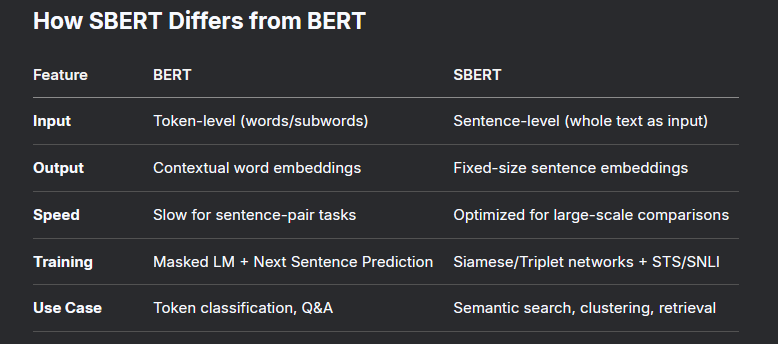 How SBERT Differs from BERT
Feature BERT SBERT
Input Token-level (words/subwords) Sentence-level (whole text as input)
Output Contextual word embeddings Fixed-size sentence embeddings
Speed Slow for sentence-pair tasks Optimized for large-scale comparisons
Training Masked LM + Next Sentence Prediction Siamese/Triplet networks + STS/SNLI
Use Case Token classification, Q&A Semantic search, clustering, retrieval